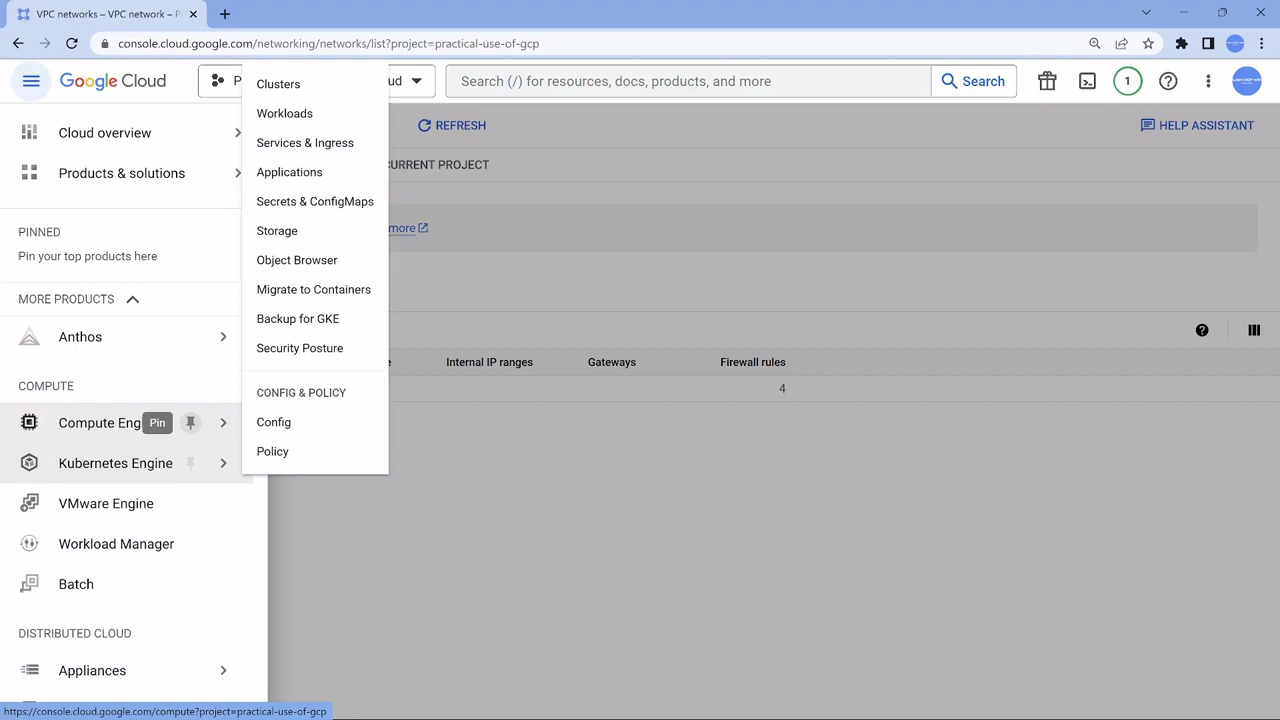 VPC networks – VPC network – P
console.cloud.google.com/networking/networks/list?project=practical-use-of-gcp
Google Cloud
P
ud
Search (/) for resources, docs, products, and more
Search
1
Cloud overview
Products & solutions
PINNED
Pin your top products here
MORE PRODUCTS
Anthos
COMPUTE
Compute Eng
Pin
Kubernetes Engine
VMware Engine
Workload Manager
Batch
DISTRIBUTED CLOUD
Appliances
Clusters
Workloads
Services & Ingress
Applications
Secrets & ConfigMaps
Storage
Object Browser
Migrate to Containers
Backup for GKE
Security Posture
CONFIG & POLICY
Config
Policy
REFRESH
HELP ASSISTANT
CURRENT PROJECT
more
e
Internal IP ranges
Gateways
Firewall rules
4
https://console.cloud.google.com/compute?project=practical-use-of-gcp